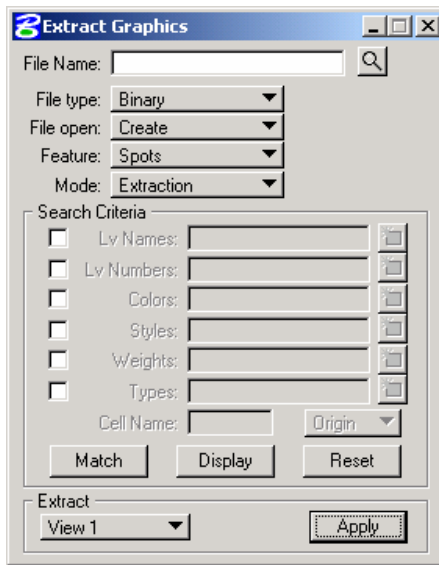 Extract Graphics
File Name:
File type: Binary
File open: Create
Feature: Spots
Mode: Extraction
Search Criteria
Lv Names:
Lv Numbers:
Colors:
Styles:
Weights:
Types:
Cell Name: Origin
Match Display Reset
Extract
View 1 Apply